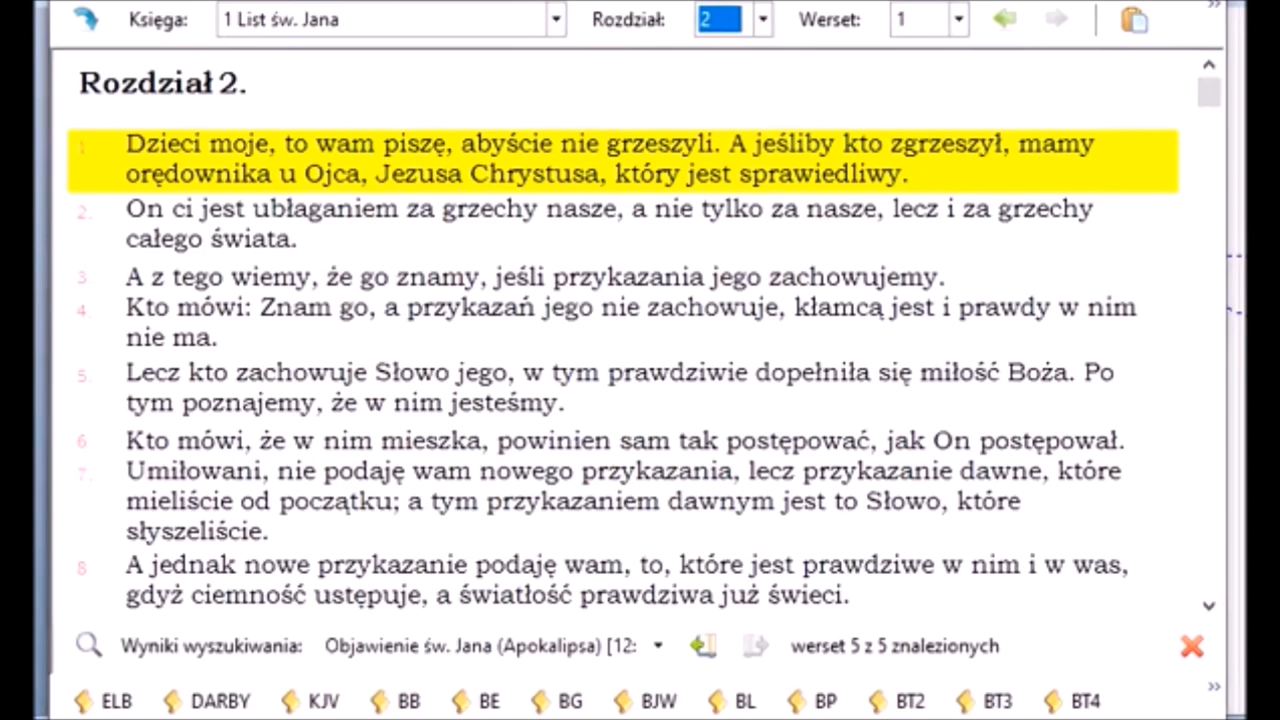 Księga: 1 List św. Jana Rozdział: 2 Werset: 1
Rozdział 2.
1 Dzieci moje, to wam piszę, abyście nie grzeszyli. A jeśliby kto zgrzeszył, mamy
orędownika u Ojca, Jezusa Chrystusa, który jest sprawiedliwy.
2. On ci jest ubłaganiem za grzechy nasze, a nie tylko za nasze, lecz i za grzechy
całego świata.
3. A z tego wiemy, że go znamy, jeśli przykazania jego zachowujemy.
4. Kto mówi: Znam go, a przykazań jego nie zachowuje, kłamcą jest i prawdy w nim
nie ma.
5. Lecz kto zachowuje Słowo jego, w tym prawdziwie dopełniła się miłość Boża. Po
tym poznajemy, że w nim jesteśmy.
6 Kto mówi, że w nim mieszka, powinien sam tak postępować, jak On postępował.
7. Umiłowani, nie podaję wam nowego przykazania, lecz przykazanie dawne, które
mieliście od początku; a tym przykazaniem dawnym jest to Słowo, które
słyszeliście.
8 A jednak nowe przykazanie podaję wam, to, które jest prawdziwe w nim i w was,
gdyż ciemność ustępuje, a światłość prawdziwa już świeci.
Wyniki wyszukiwania: Objawienie św. Jana (Apokalipsa) [12: werset 5 z 5 znalezionych
ELB DARBY KJV BB BE BG BJW BL BP BT2 BT3 BT4